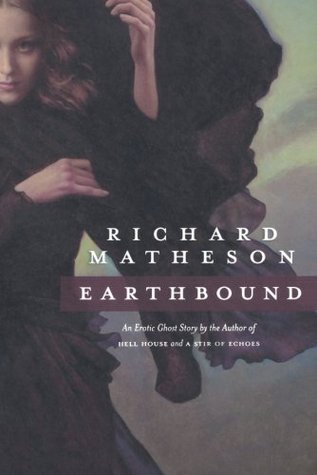 RICHARD
MATHESON
EARTHBOUND
An Erotic Ghost Story by the Author of
HELL HOUSE and A STIR OF ECHOES